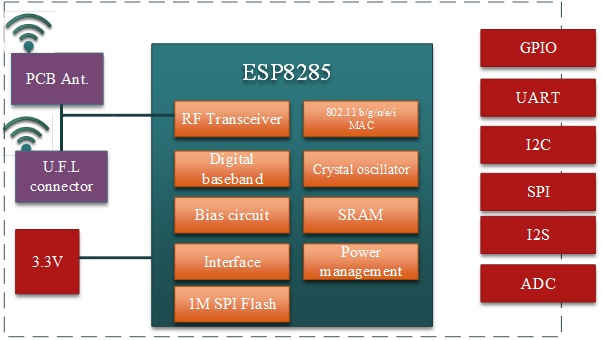 PCB Ant.
U.F.L
connector
3.3V
ESP8285
RF Transceiver
802.11 b/g/n/e/i
MAC
Digital
baseband
Crystal oscillator
Bias circuit
SRAM
Interface
Power
management
1M SPI Flash
GPIO
UART
I2C
SPI
I2S
ADC